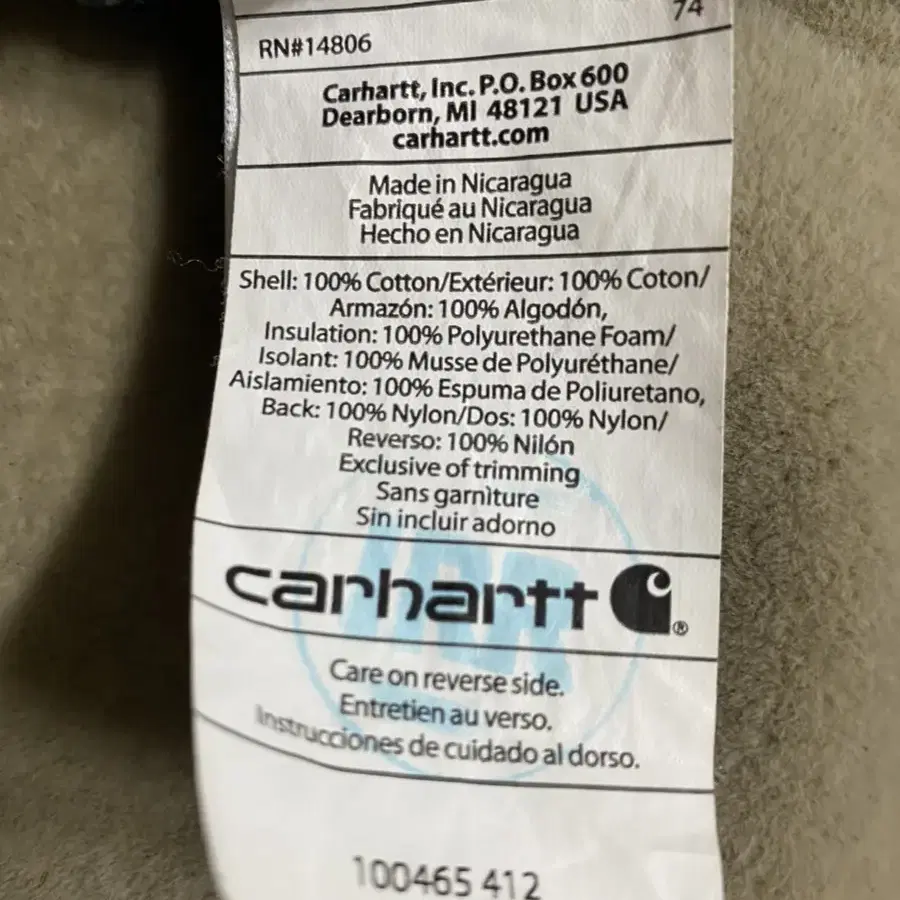 74
RN#14806
Carhartt, Inc. P.O. Box 600
Dearborn, MI 48121 USA
carhartt.com
Made in Nicaragua
Fabriqué au Nicaragua
Hecho en Nicaragua
Shell: 100% Cotton/Extérieur: 100% Coton/
Armazón: 100% Algodón,
Insulation: 100% Polyurethane Foam/
Isolant: 100% Musse de Polyuréthane/
Aislamiento: 100% Espuma de Poliuretano,
Back: 100% Nylon/Dos: 100% Nylon/
Reverso: 100% Nilón
Exclusive of trimming
Sans garnìture
Sin incluir adorno
carhartt ®
Care on reverse side.
Entretien au verso.
Instrucciones de cuidado al dorso.
100465 412